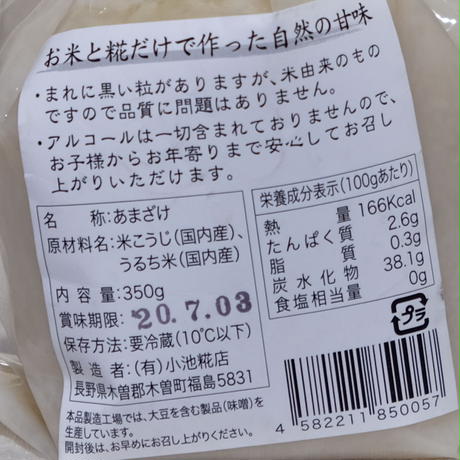 お米と糀だけで作った自然の甘味
・まれに黒い粒がありますが、米由来のもの
ですので品質に問題はありません。
・アルコールは一切含まれておりませんので、
お子様からお年寄りまで安心してお召し
上がりいただけます。
名 称:あまざけ
原材料名:米こうじ(国内産)、
うるち米(国内産)
内容量:350g
賞味期限:20.7.03
保存方法:要冷蔵(10℃以下)
製造者:(有)小池糀店
長野県木曽郡木曽町福島5831
栄養成分表示(100gあたり)
熱量 166Kcal
たんぱく質 2.6g
脂質 0.3g
炭水化物 38.1g
食塩相当量 0g
プラ
4 582211 850057
本品製造工場では、大豆を含む製品(味噌)を
生産しています。
開封後は、お早めにお召し上がりください。